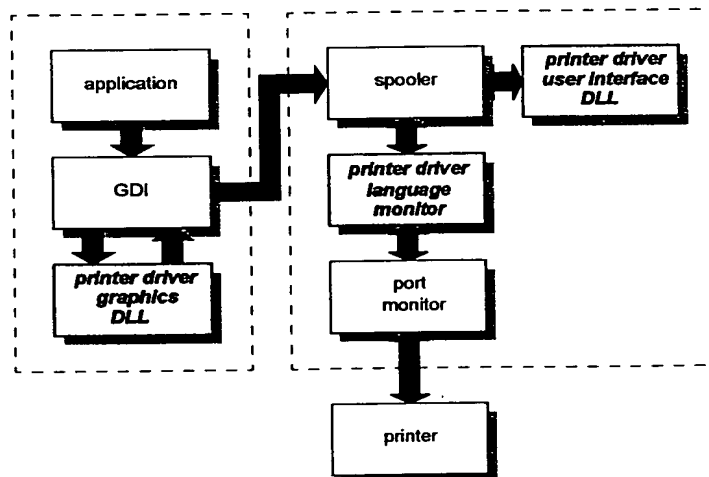 application
GDI
printer driver
graphics
DLL
spooler
printer driver
user interface
DLL
printer driver
language
monitor
port
monitor
printer